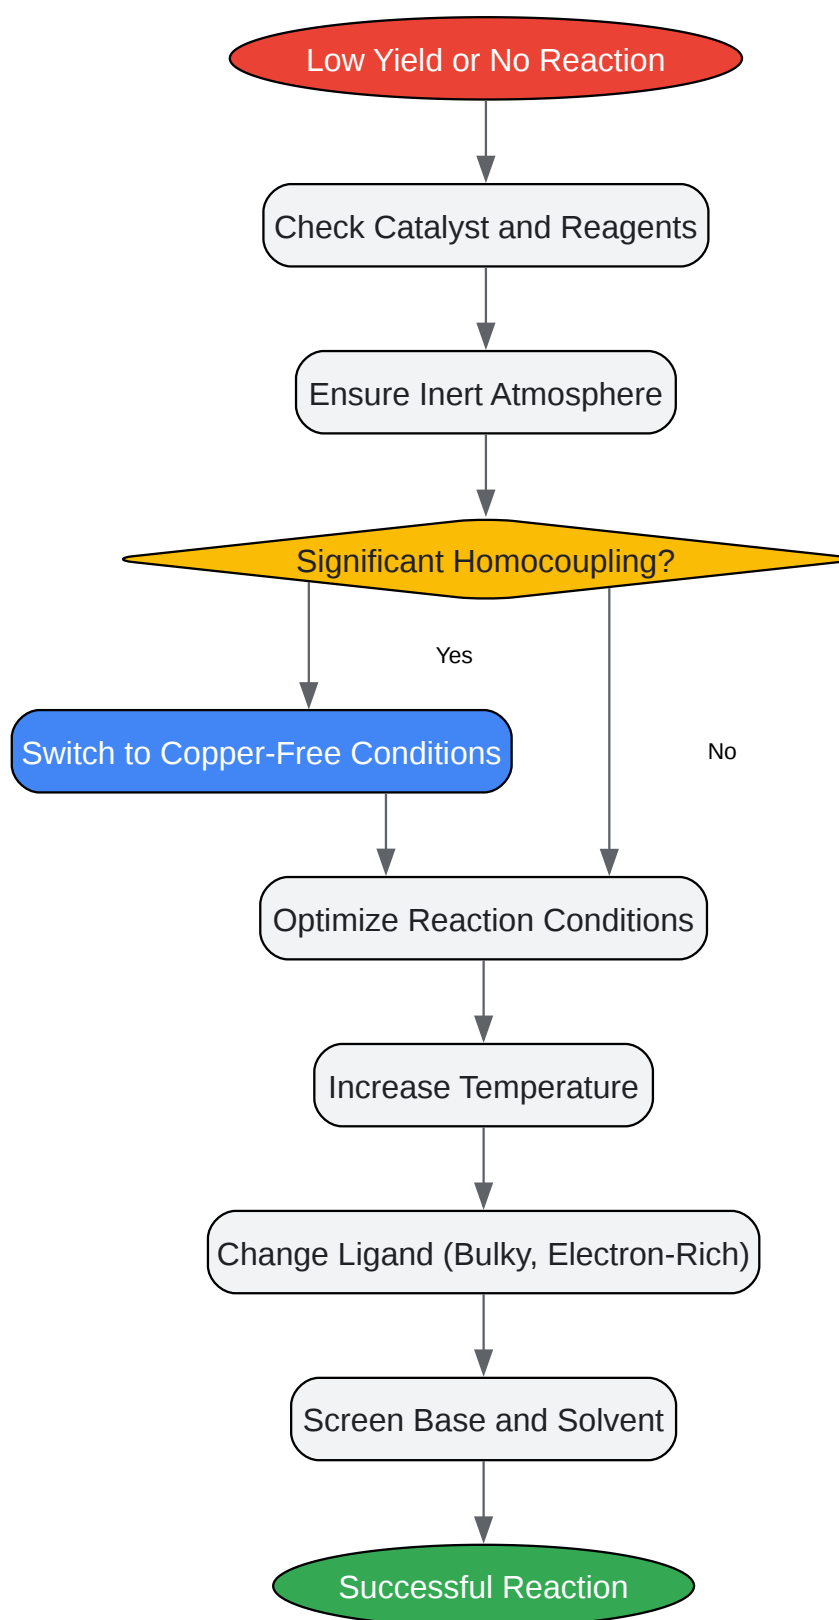 Low Yield or No Reaction
Check Catalyst and Reagents
Ensure Inert Atmosphere
Significant Homocoupling?
Yes
Switch to Copper-Free Conditions
No
Optimize Reaction Conditions
Increase Temperature
Change Ligand (Bulky, Electron-Rich)
Screen Base and Solvent
Successful Reaction